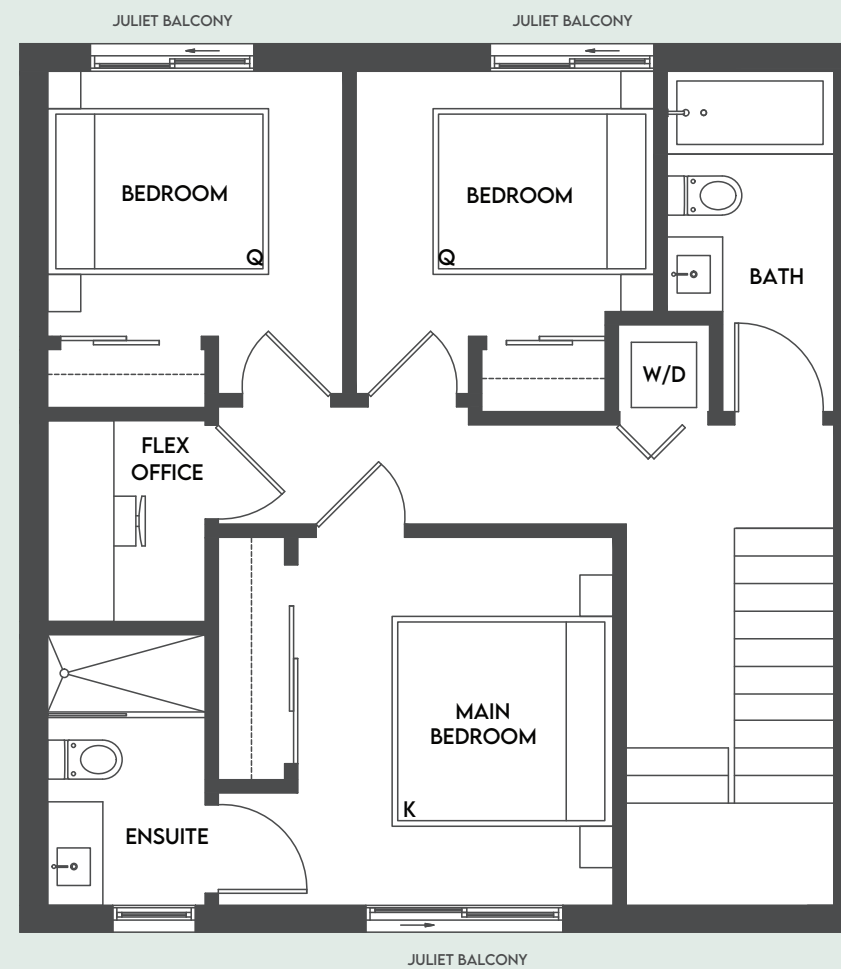 JULIET BALCONY
JULIET BALCONY
BEDROOM
Q
BEDROOM
Q
BATH
W/D
FLEX
OFFICE
MAIN
BEDROOM
K
ENSUITE
JULIET BALCONY